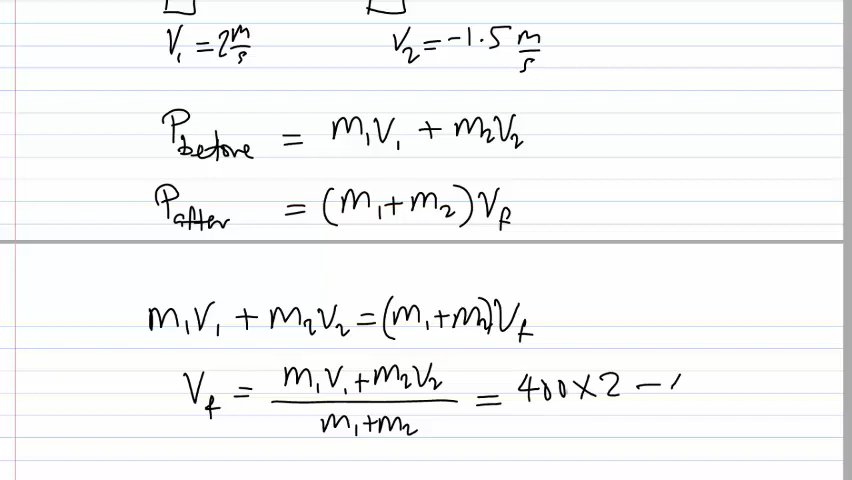 V₁ = 2 m/s V₂ = -1.5 m/s
P_before = m₁V₁ + m₂V₂
P_after = (m₁+m₂)V_f
m₁V₁ + m₂V₂ = (m₁+m₂)V_f
V_f = (m₁V₁+m₂V₂)/(m₁+m₂) = 400×2 -